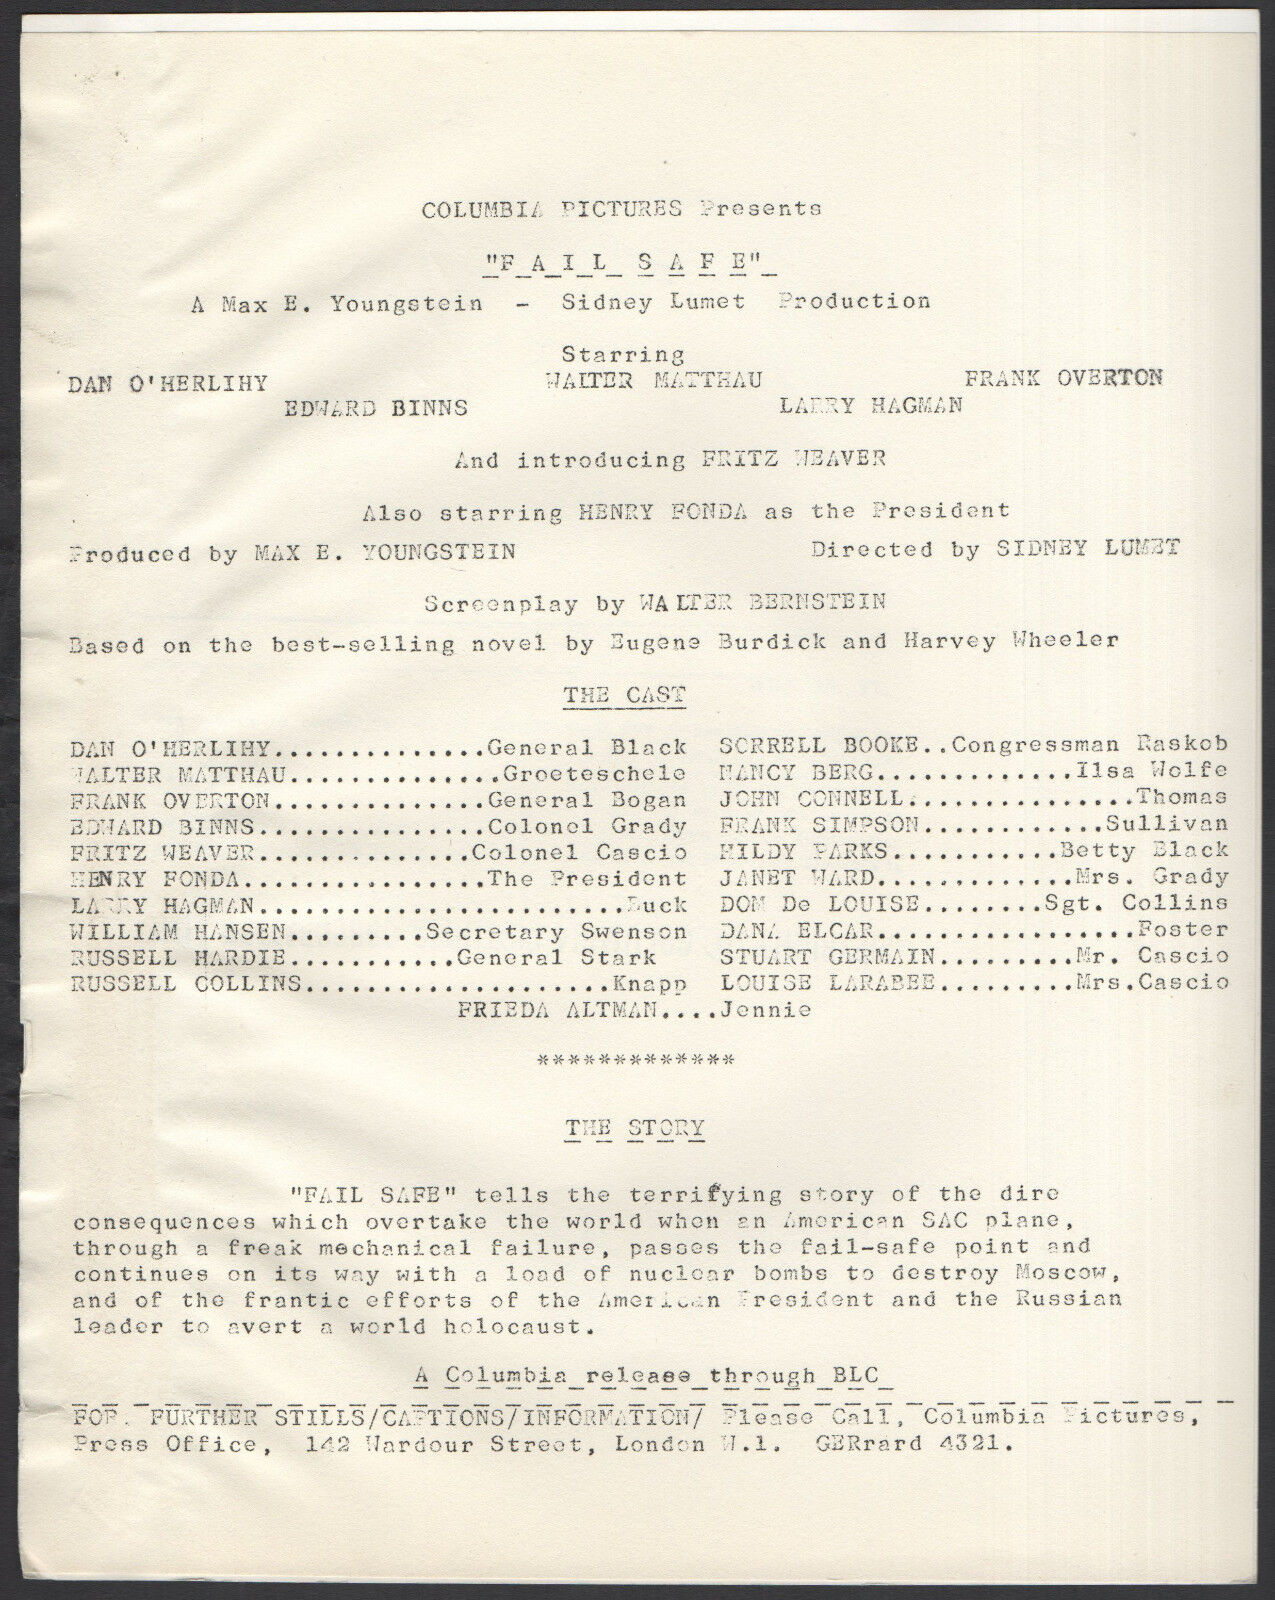 COLUMBIA PICTURES Presents
"F A I L  S A F E"
A Max E. Youngstein - Sidney Lumet Production
Starring
DAN O'HERLIHY WALTER MATTHAU FRANK OVERTON
EDWARD BINNS LARRY HAGMAN
And introducing FRITZ WEAVER
Also starring HENRY FONDA as the President
Produced by MAX E. YOUNGSTEIN Directed by SIDNEY LUMET
Screenplay by WALTER BERNSTEIN
Based on the best-selling novel by Eugene Burdick and Harvey Wheeler
THE CAST
DAN O'HERLIHY..............General Black SORRELL BOOKE..Congressman Raskob
WALTER MATTHAU..............Groeteschele NANCY BERG.............Ilsa Wolfe
FRANK OVERTON..............General Bogan JOHN CONNELL...............Thomas
EDWARD BINNS...............Colonel Grady FRANK SIMPSON............Sullivan
FRITZ WEAVER..............Colonel Cascio HILDY PARKS...........Betty Black
HENRY FONDA................The President JANET WARD.............Mrs. Grady
LARRY HAGMAN........................Buck DOM De LOUISE........Sgt. Collins
WILLIAM HANSEN.........Secretary Swenson DANA ELCAR.................Foster
RUSSELL HARDIE...........General Stark STUART GERMAIN.........Mr. Cascio
RUSSELL COLLINS....................Knapp LOUISE LARABEE.........Mrs.Cascio
FRIEDA ALTMAN....Jennie
*************
THE STORY
"FAIL SAFE" tells the terrifying story of the dire
consequences which overtake the world when an American SAC plane,
through a freak mechanical failure, passes the fail-safe point and
continues on its way with a load of nuclear bombs to destroy Moscow,
and of the frantic efforts of the American President and the Russian
leader to avert a world holocaust.
A Columbia release through BLC
FOR FURTHER STILLS/CAPTIONS/INFORMATION/ Please Call, Columbia Pictures,
Press Office, 142 Wardour Street, London W.1. GERrard 4321.